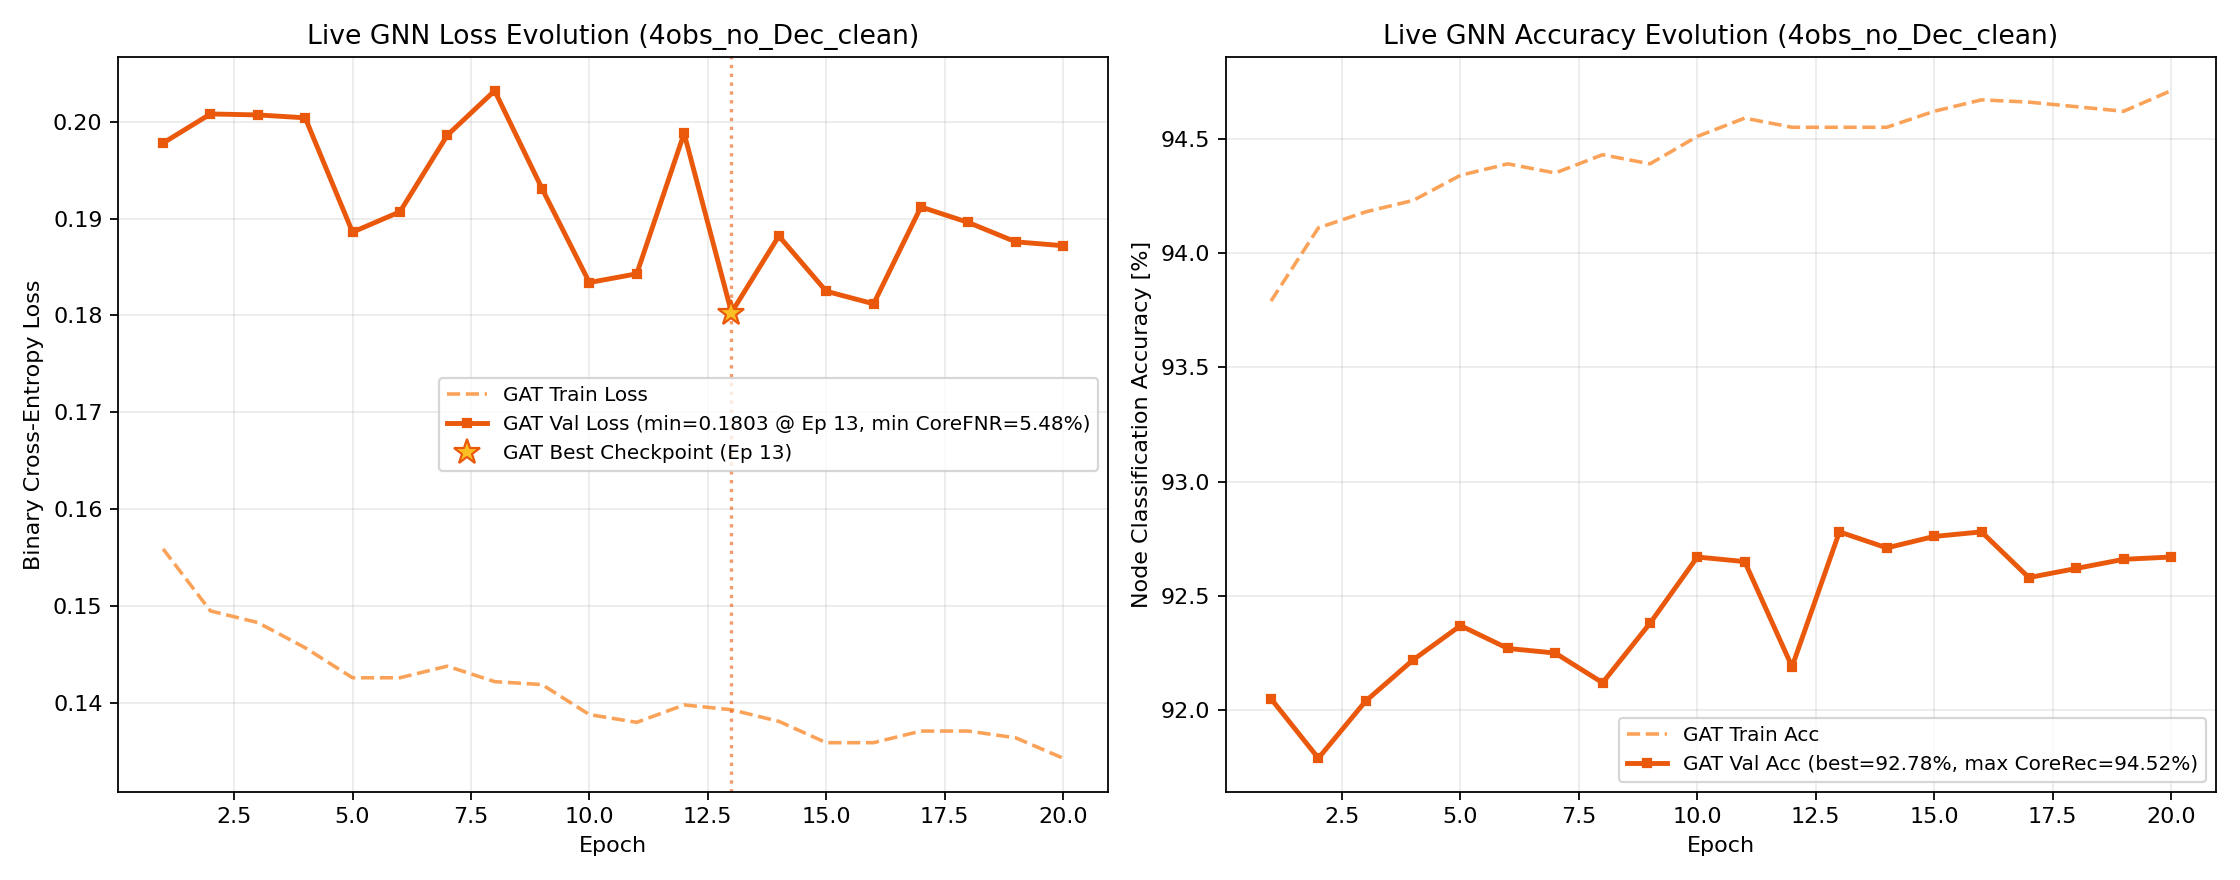 Live GNN Loss Evolution (4obs_no_Dec_clean)
Binary Cross-Entropy Loss
0.20
0.19
0.18
0.17
0.16
0.15
0.14
GAT Train Loss
GAT Val Loss (min=0.1803 @ Ep 13, min CoreFNR=5.48%)
GAT Best Checkpoint (Ep 13)
2.5 5.0 7.5 10.0 12.5 15.0 17.5 20.0
Epoch
Live GNN Accuracy Evolution (4obs_no_Dec_clean)
Node Classification Accuracy [%]
94.5
94.0
93.5
93.0
92.5
92.0
GAT Train Acc
GAT Val Acc (best=92.78%, max CoreRec=94.52%)
2.5 5.0 7.5 10.0 12.5 15.0 17.5 20.0
Epoch